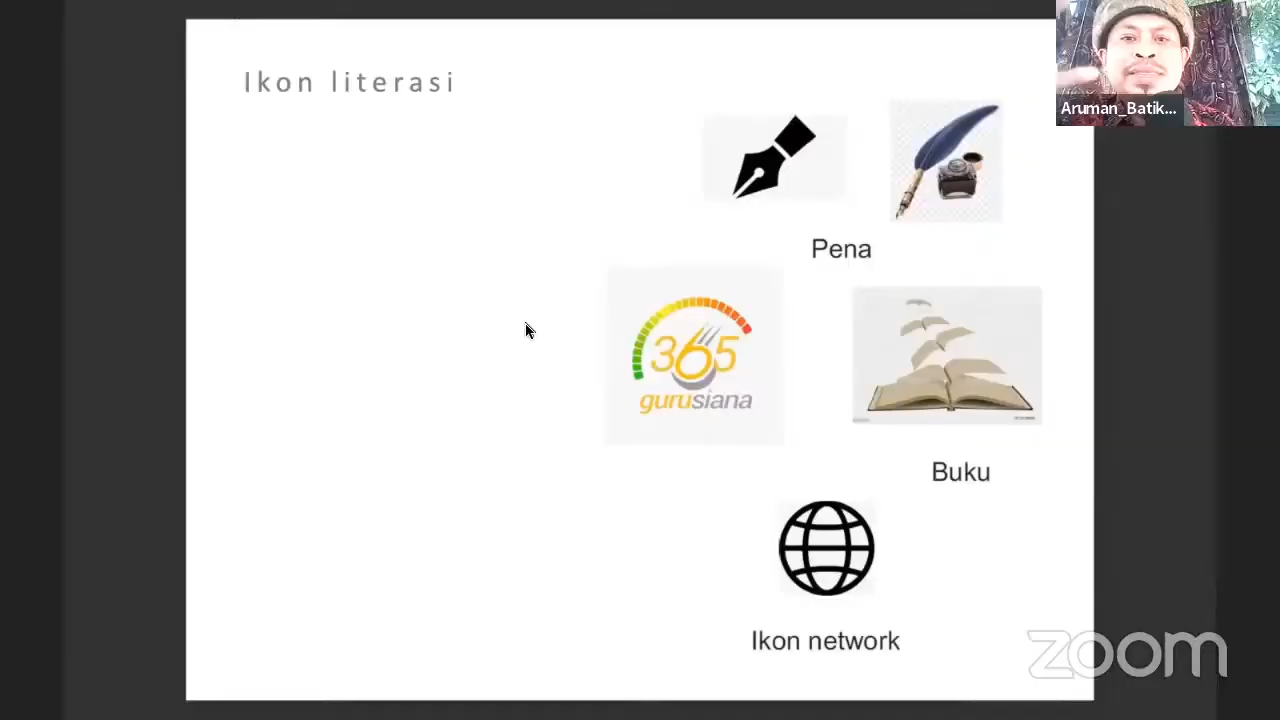 Ikon literasi
Aruman_Batik...
Pena
365
gurusiana
Buku
Ikon network
zoom